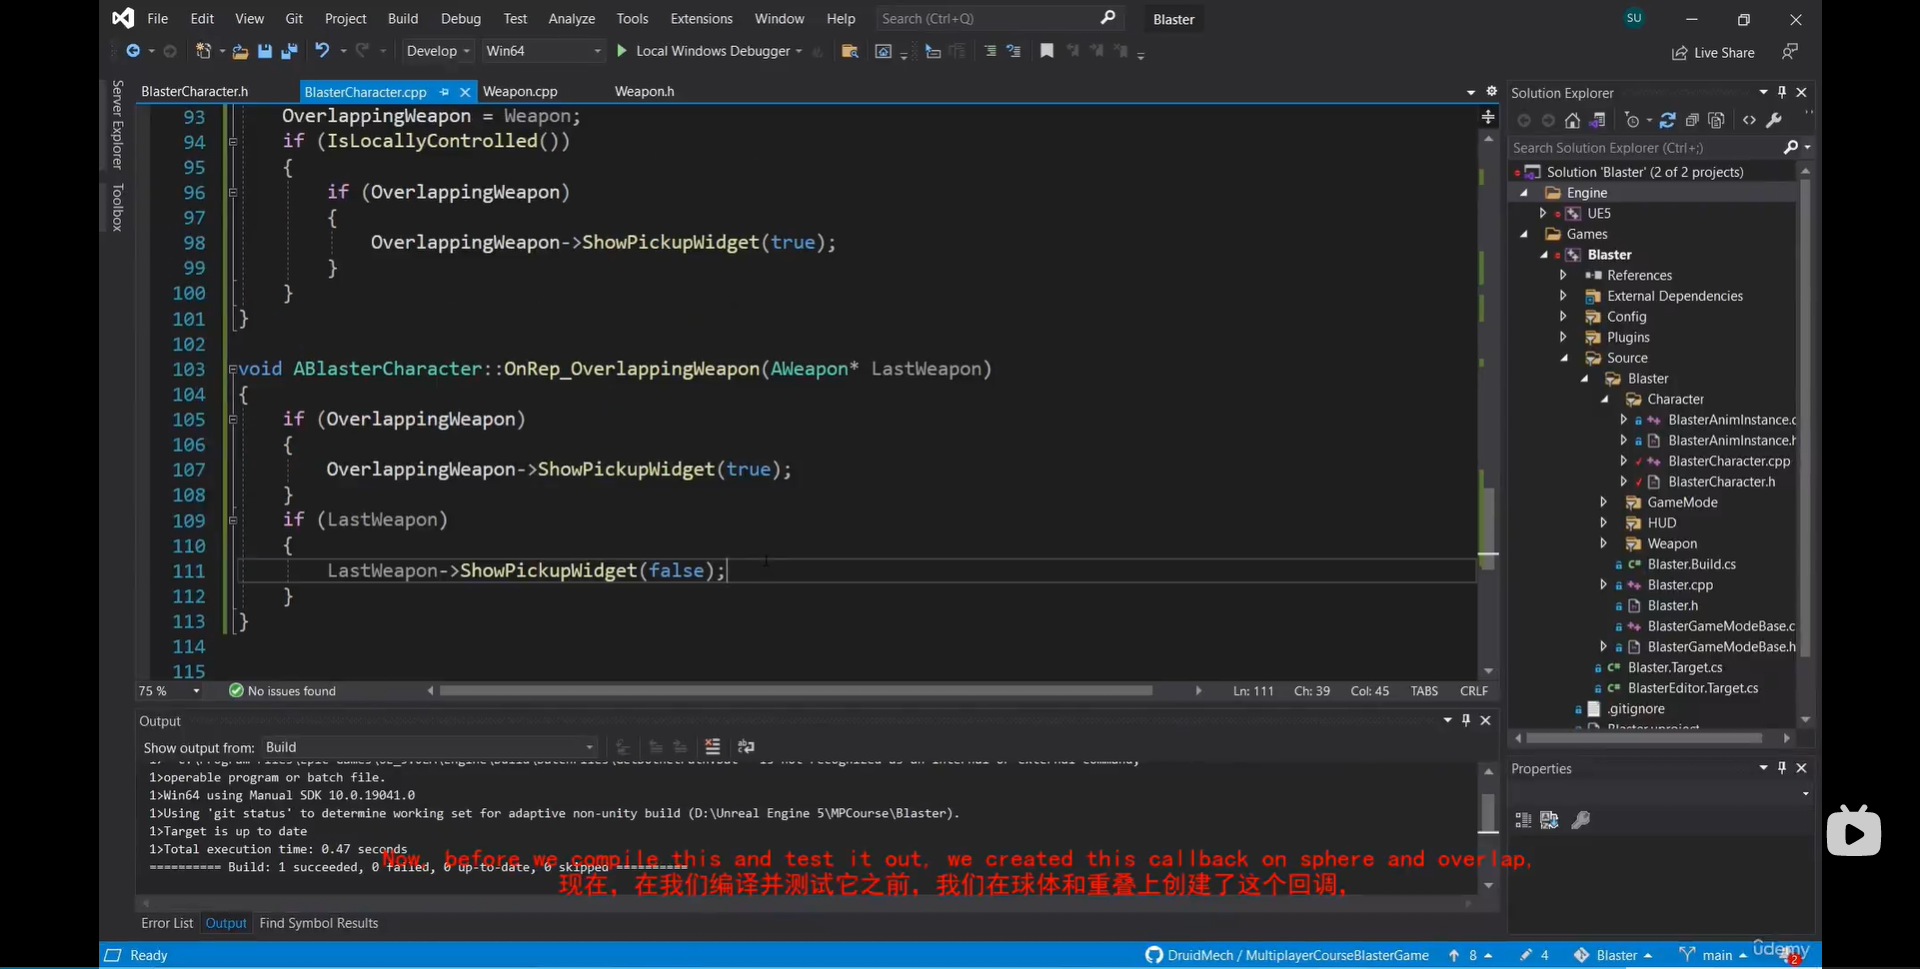 File Edit View Git Project Build Debug Test Analyze Tools Extensions Window Help Search (Ctrl+Q) Blaster SU
Develop Win64 Local Windows Debugger Live Share
Server Explorer
Toolbox
BlasterCharacter.h BlasterCharacter.cpp Weapon.cpp Weapon.h
93 OverlappingWeapon = Weapon;
94 if (IsLocallyControlled())
95 {
96 if (OverlappingWeapon)
97 {
98 OverlappingWeapon->ShowPickupWidget(true);
99 }
100 }
101 }
102
103 void ABlasterCharacter::OnRep_OverlappingWeapon(AWeapon* LastWeapon)
104 {
105 if (OverlappingWeapon)
106 {
107 OverlappingWeapon->ShowPickupWidget(true);
108 }
109 if (LastWeapon)
110 {
111 LastWeapon->ShowPickupWidget(false);
112 }
113 }
114
115
75 % No issues found Ln: 111 Ch: 39 Col: 45 TABS CRLF
Output
Show output from: Build
1>operable program or batch file.
1>Win64 using Manual SDK 10.0.19041.0
1>Using 'git status' to determine working set for adaptive non-unity build (D:\Unreal Engine 5\MPCourse\Blaster).
1>Target is up to date
1>Total execution time: 0.47 seconds
========== Build: 1 succeeded, 0 failed, 0 up-to-date, 0 skipped ==========
Now, before we compile this and test it out, we created this callback on sphere and overlap,
现在，在我们编译并测试它之前，我们在球体和重叠上创建了这个回调，
Error List Output Find Symbol Results
Solution Explorer
Search Solution Explorer (Ctrl+;)
Solution 'Blaster' (2 of 2 projects)
Engine
UE5
Games
Blaster
References
External Dependencies
Config
Plugins
Source
Blaster
Character
BlasterAnimInstance.c
BlasterAnimInstance.h
BlasterCharacter.cpp
BlasterCharacter.h
GameMode
HUD
Weapon
Blaster.Build.cs
Blaster.cpp
Blaster.h
BlasterGameModeBase.c
BlasterGameModeBase.h
Blaster.Target.cs
BlasterEditor.Target.cs
.gitignore
Blaster.uproject
Properties
Ready DruidMech / MultiplayerCourseBlasterGame 8 4 Blaster main 2
udemy